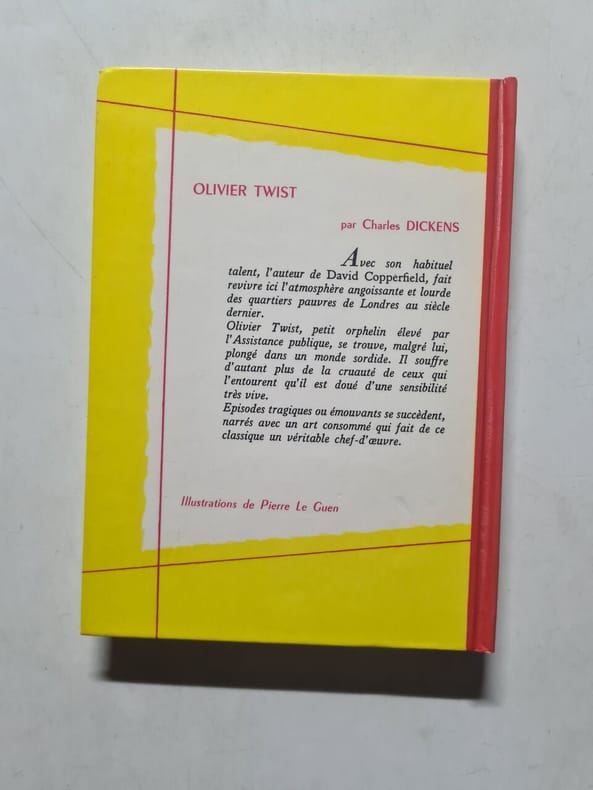 OLIVIER TWIST
par Charles DICKENS
Avec son habituel
talent, l'auteur de David Copperfield, fait
revivre ici l'atmosphère angoissante et lourde
des quartiers pauvres de Londres au siècle
dernier.
Olivier Twist, petit orphelin élevé par
l'Assistance publique, se trouve, malgré lui,
plongé dans un monde sordide. Il souffre
d'autant plus de la cruauté de ceux qui
l'entourent qu'il est doué d'une sensibilité
très vive.
Episodes tragiques ou émouvants se succèdent,
narrés avec un art consommé qui fait de ce
classique un véritable chef-d'œuvre.
Illustrations de Pierre Le Guen